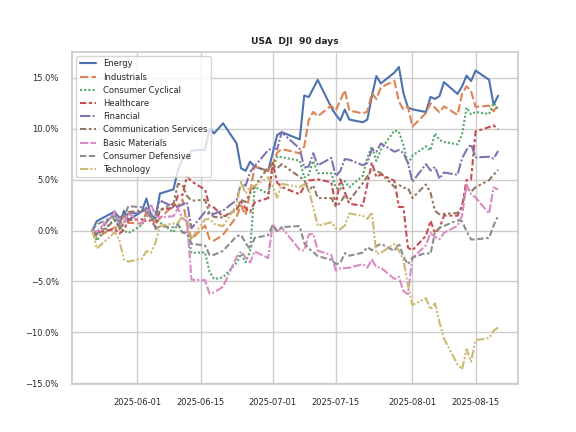 USA DJI 90 days
Energy
Industrials
Consumer Cyclical
Healthcare
Financial
Communication Services
Basic Materials
Consumer Defensive
Technology
15.0%
10.0%
5.0%
0.0%
−5.0%
−10.0%
−15.0%
2025-06-01 2025-06-15 2025-07-01 2025-07-15 2025-08-01 2025-08-15